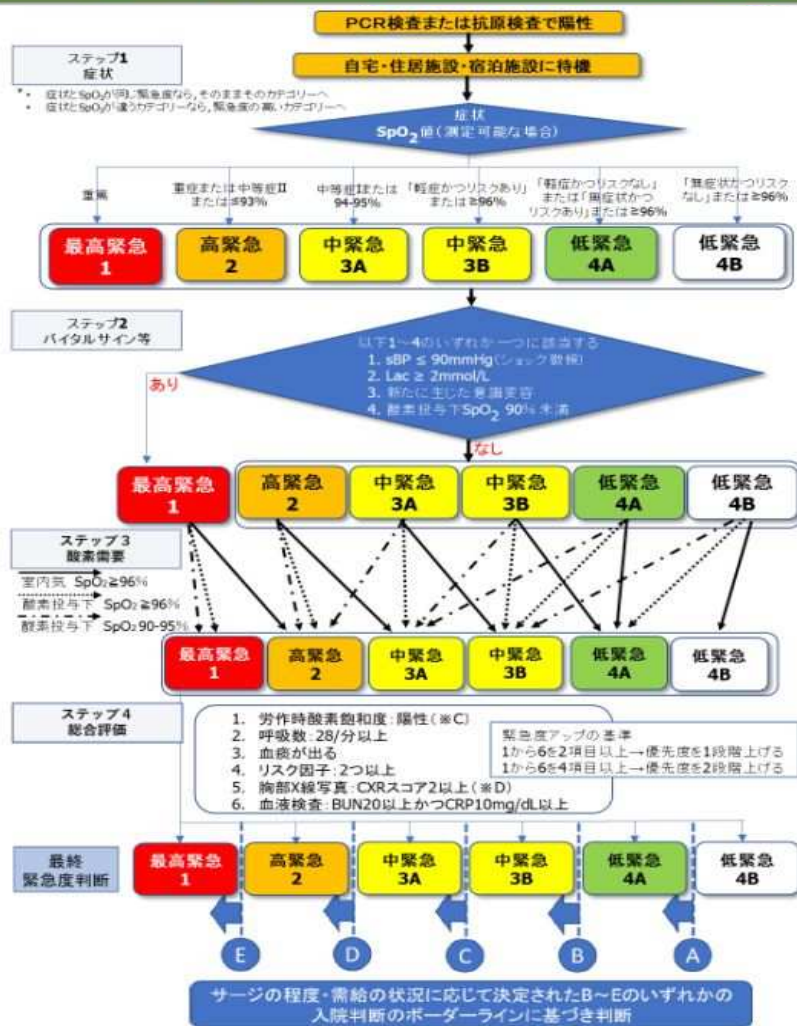 PCR検査または抗原検査で陽性
ステップ1
症状
自宅・住居施設・宿泊施設に待機
*・ 症状とSpO₂が同じ緊急度なら，そのままそのカテゴリーへ
・ 症状とSpO₂が違うカテゴリーなら，緊急度の高いカテゴリーへ
症状
SpO₂値（測定可能な場合）
重篤
重症または中等症II
または≦93%
中等症Iまたは
94-95%
「軽症かつリスクあり」
または≧96%
「軽症かつリスクなし」
または「無症状かつ
リスクあり」または≧96%
「無症状かつリスク
なし」または≧96%
最高緊急
1
高緊急
2
中緊急
3A
中緊急
3B
低緊急
4A
低緊急
4B
ステップ2
バイタルサイン等
以下1～4のいずれか一つに該当する
1. sBP ≤ 90mmHg（ショック徴候）
2. Lac ≥ 2mmol/L
3. 新たに生じた意識変容
4. 酸素投与下SpO₂ 90%未満
あり
なし
最高緊急
1
高緊急
2
中緊急
3A
中緊急
3B
低緊急
4A
低緊急
4B
ステップ3
酸素需要
室内気 SpO₂≧96%
酸素投与下 SpO₂≧96%
酸素投与下 SpO₂ 90-95%
最高緊急
1
高緊急
2
中緊急
3A
中緊急
3B
低緊急
4A
低緊急
4B
ステップ4
総合評価
1. 労作時酸素飽和度：陽性（※C）
2. 呼吸数：28/分以上
3. 血痰が出る
4. リスク因子：2つ以上
5. 胸部X線写真：CXRスコア2以上（※D）
6. 血液検査：BUN20以上かつCRP10mg/dL以上
緊急度アップの基準
1から6を2項目以上→優先度を1段階上げる
1から6を4項目以上→優先度を2段階上げる
最終
緊急度判断
最高緊急
1
高緊急
2
中緊急
3A
中緊急
3B
低緊急
4A
低緊急
4B
E
D
C
B
A
サージの程度・需給の状況に応じて決定されたB～Eのいずれかの
入院判断のボーダーラインに基づき判断